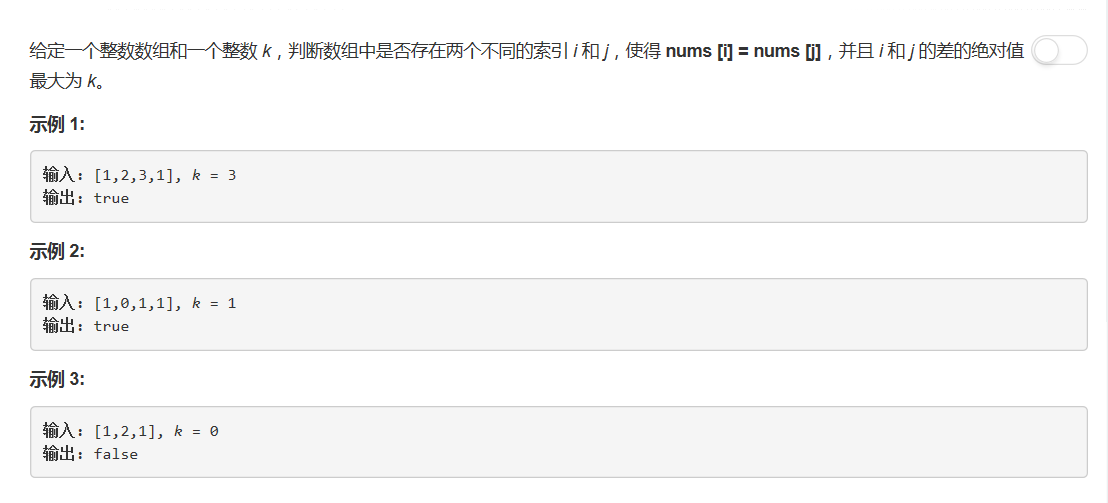 给定一个整数数组和一个整数 k，判断数组中是否存在两个不同的索引 i 和 j，使得 nums [i] = nums [j]，并且 i 和 j 的差的绝对值
最大为 k。
示例 1:
输入: [1,2,3,1], k = 3
输出: true
示例 2:
输入: [1,0,1,1], k = 1
输出: true
示例 3:
输入: [1,2,1], k = 0
输出: false